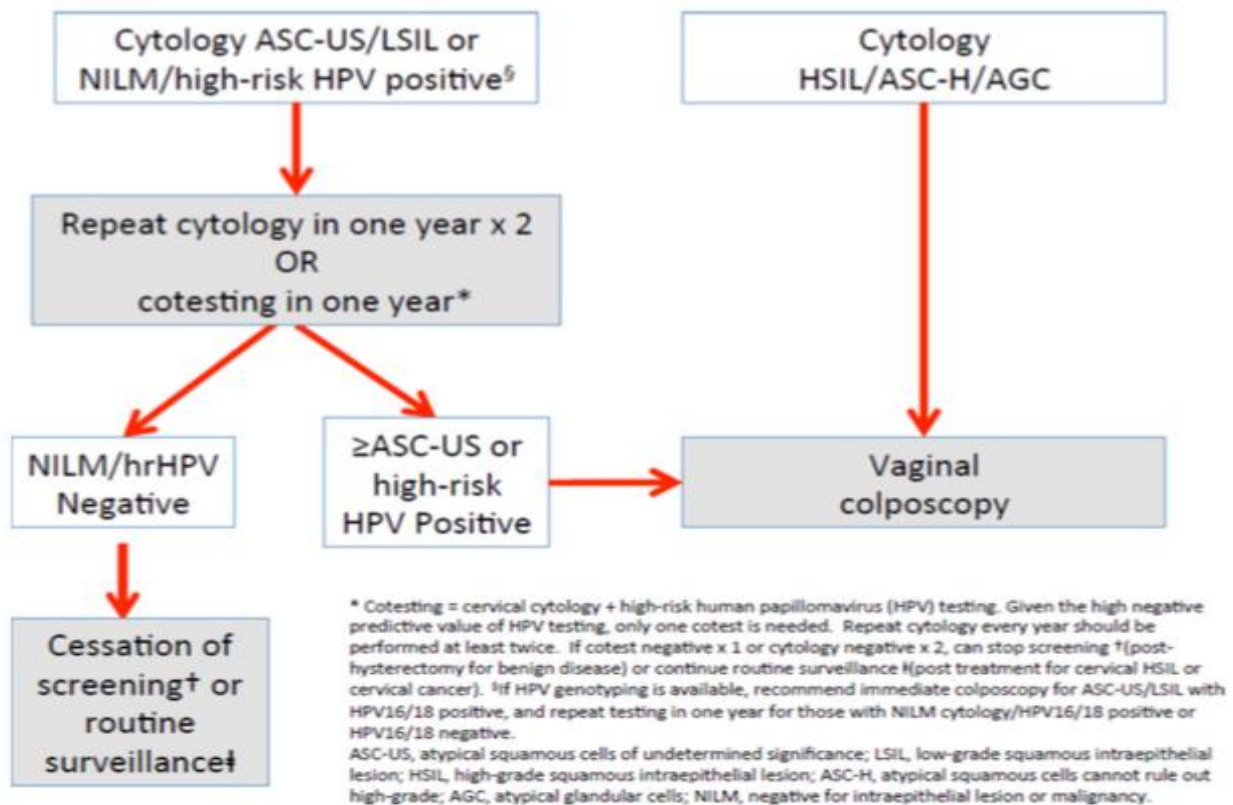 Cytology ASC-US/LSIL or
NILM/high-risk HPV positive§
Cytology
HSIL/ASC-H/AGC
Repeat cytology in one year x 2
OR
cotesting in one year*
NILM/hrHPV
Negative
≥ASC-US or
high-risk
HPV Positive
Vaginal
colposcopy
Cessation of
screening† or
routine
surveillanceƗ
* Cotesting = cervical cytology + high-risk human papillomavirus (HPV) testing. Given the high negative
predictive value of HPV testing, only one cotest is needed.  Repeat cytology every year should be
performed at least twice.  If cotest negative x 1 or cytology negative x 2, can stop screening †(post-
hysterectomy for benign disease) or continue routine surveillance Ɨ(post treatment for cervical HSIL or
cervical cancer). §If HPV genotyping is available, recommend immediate colposcopy for ASC-US/LSIL with
HPV16/18 positive, and repeat testing in one year for those with NILM cytology/HPV16/18 positive or
HPV16/18 negative.
ASC-US, atypical squamous cells of undetermined significance; LSIL, low-grade squamous intraepithelial
lesion; HSIL, high-grade squamous intraepithelial lesion; ASC-H, atypical squamous cells cannot rule out
high-grade; AGC, atypical glandular cells; NILM, negative for intraepithelial lesion or malignancy.